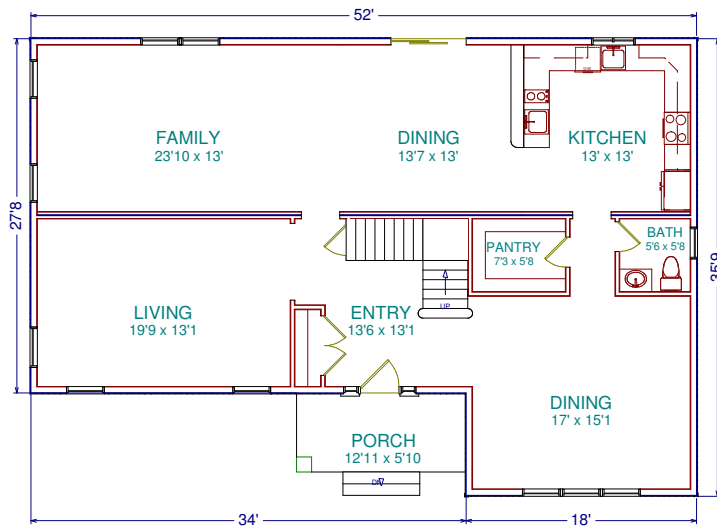 52'
FAMILY
23'10 x 13'
DINING
13'7 x 13'
KITCHEN
13' x 13'
27'8
35'9
PANTRY
7'3 x 5'8
BATH
5'6 x 5'8
LIVING
19'9 x 13'1
ENTRY
13'6 x 13'1
UP
DINING
17' x 15'1
PORCH
12'11 x 5'10
DN
34'
18'